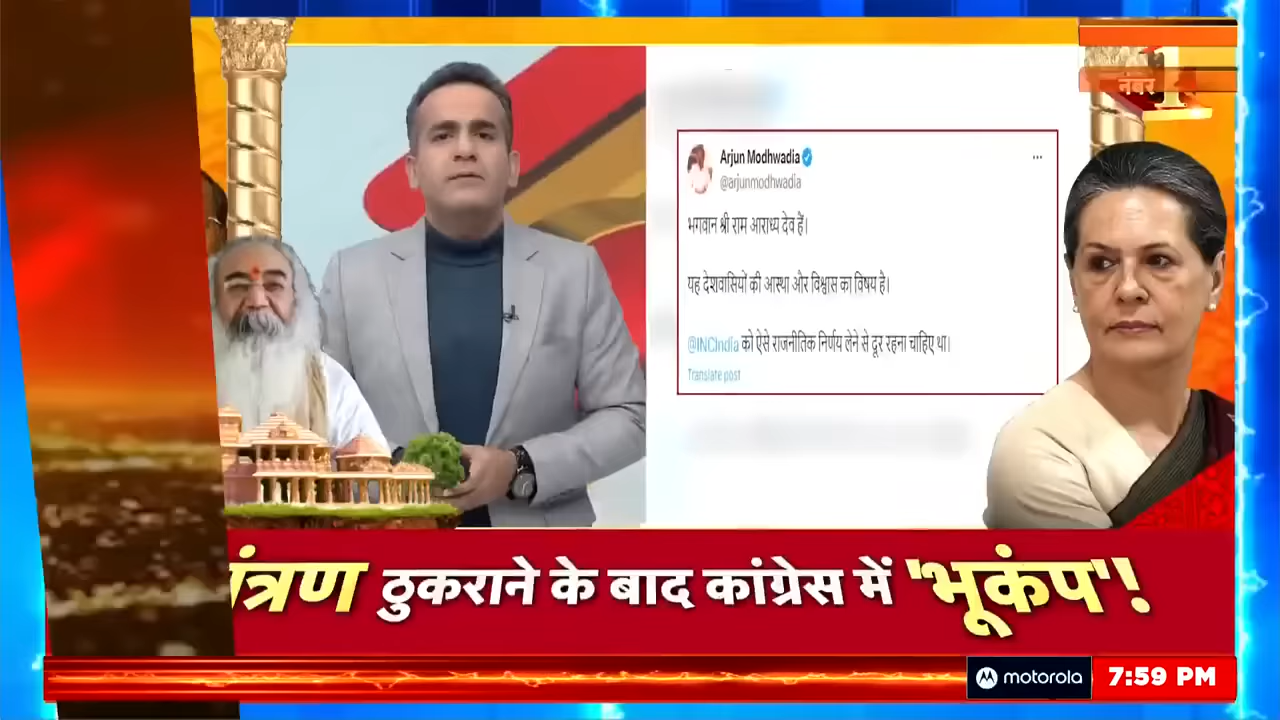 नंबर 1
Arjun Modhwadia
@arjunmodhwadia
भगवान श्री राम आराध्य देव हैं।
यह देशवासियों की आस्था और विश्वास का विषय है।
@INCIndia को ऐसे राजनीतिक निर्णय लेने से दूर रहना चाहिए था।
Translate post
ठुकराने के बाद कांग्रेस में 'भूकंप'!
motorola
7:59 PM